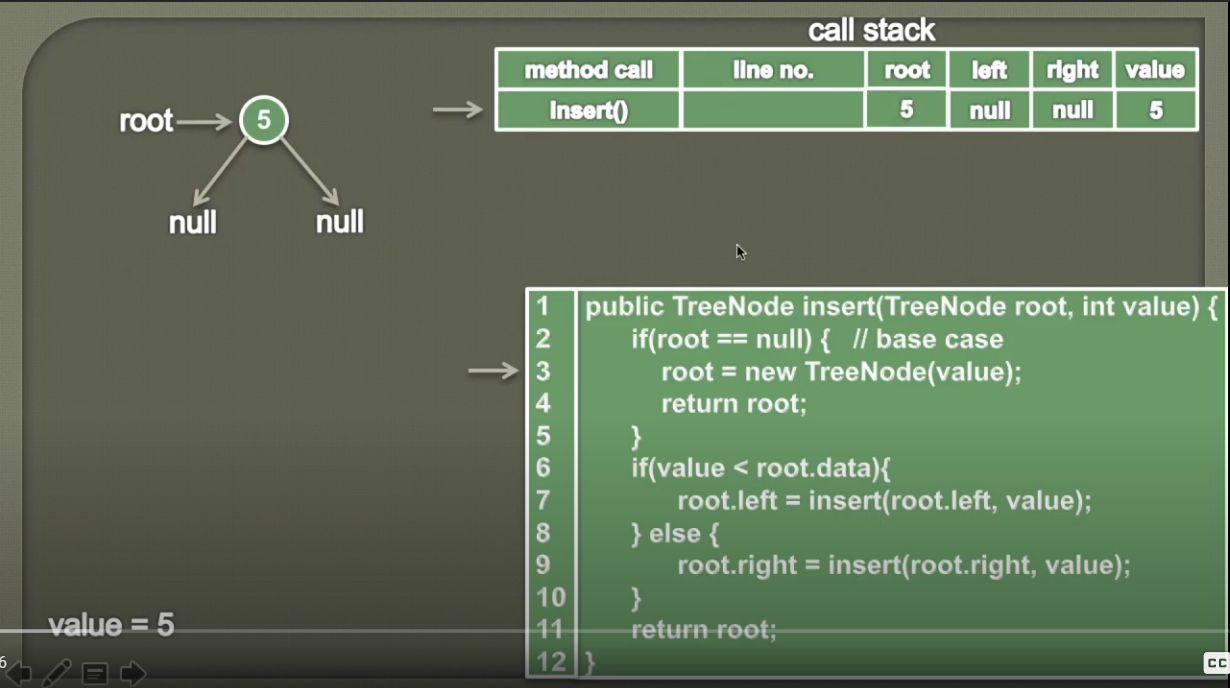 call stack
method call line no. root left right value
insert() 5 null null 5
root 5
null null
1 public TreeNode insert(TreeNode root, int value) {
2 if(root == null) { // base case
3 root = new TreeNode(value);
4 return root;
5 }
6 if(value < root.data){
7 root.left = insert(root.left, value);
8 } else {
9 root.right = insert(root.right, value);
10 }
11 return root;
12 }
value = 5
6
CC